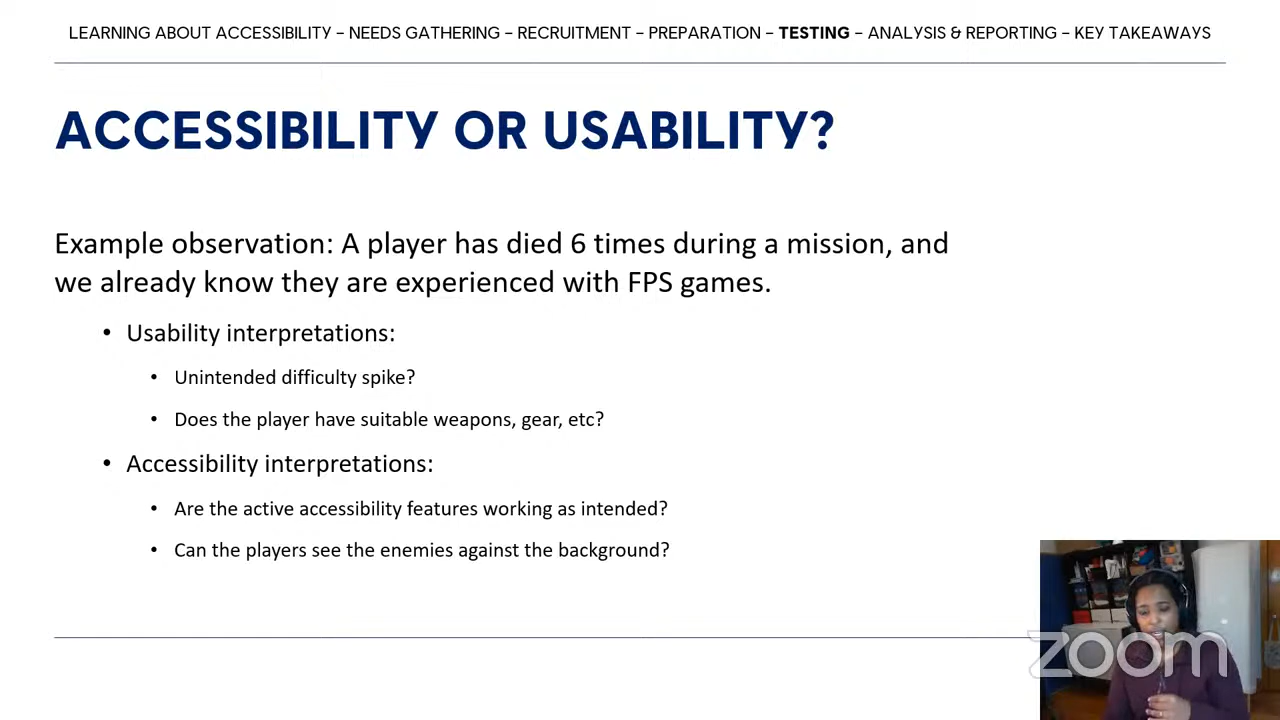 LEARNING ABOUT ACCESSIBILITY – NEEDS GATHERING – RECRUITMENT – PREPARATION – TESTING – ANALYSIS & REPORTING – KEY TAKEAWAYS
ACCESSIBILITY OR USABILITY?
Example observation: A player has died 6 times during a mission, and
we already know they are experienced with FPS games.
• Usability interpretations:
• Unintended difficulty spike?
• Does the player have suitable weapons, gear, etc?
• Accessibility interpretations:
• Are the active accessibility features working as intended?
• Can the players see the enemies against the background?
zoom